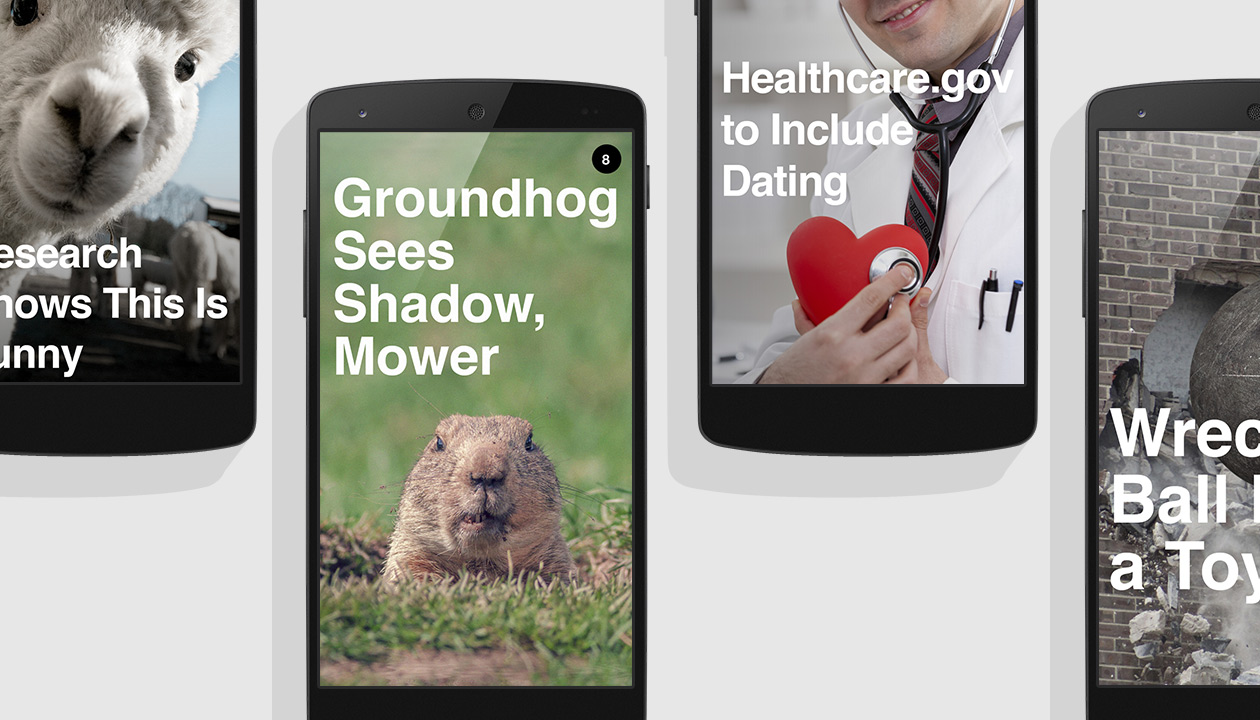 esearch
hows This Is
unny
8
Groundhog
Sees
Shadow,
Mower
Healthcare.gov
to Include
Dating
Wrec
Ball
a Toy